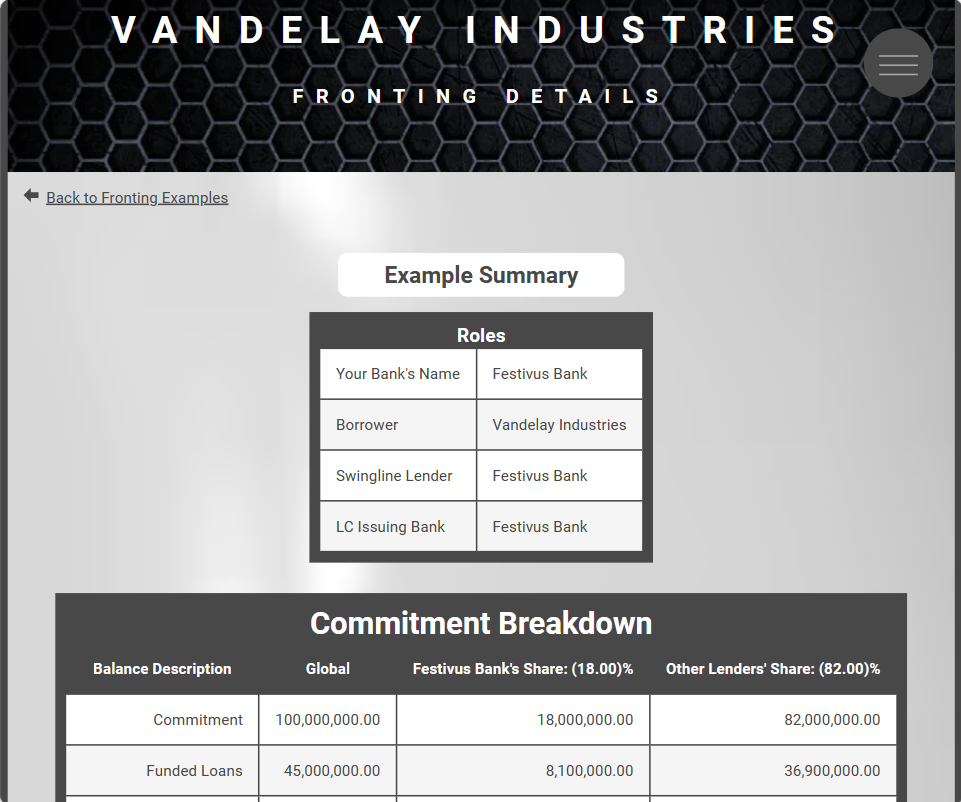 VANDELAY INDUSTRIES
FRONTING DETAILS
Back to Fronting Examples
Example Summary
Roles
Your Bank's Name Festivus Bank
Borrower Vandelay Industries
Swingline Lender Festivus Bank
LC Issuing Bank Festivus Bank
Commitment Breakdown
Balance Description Global Festivus Bank's Share: (18.00)% Other Lenders' Share: (82.00)%
Commitment 100,000,000.00 18,000,000.00 82,000,000.00
Funded Loans 45,000,000.00 8,100,000.00 36,900,000.00